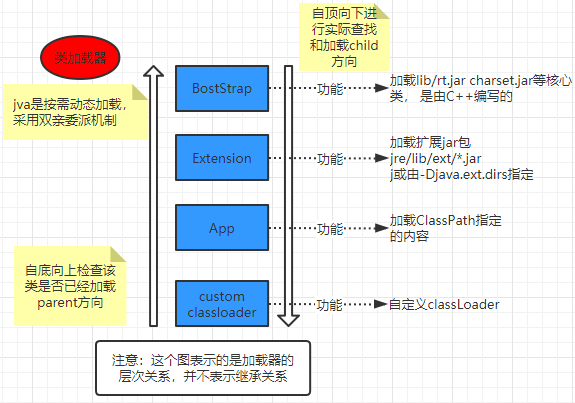 自顶向下进
行实际查找
和加载child
方向
类加载器
jva是按需动态加载，
采用双亲委派机制
BostStrap
功能
加载lib/rt.jar charset.jar等核心
类， 是由C++编写的
Extension
功能
加载扩展jar包
jre/lib/ext/*.jar
j或由-Djava.ext.dirs指定
App
功能
加载ClassPath指定
的内容
自底向上检查该
类是否已经加载
parent方向
custom
classloader
功能
自定义classLoader
注意：这个图表示的是加载器的
层次关系，并不表示继承关系